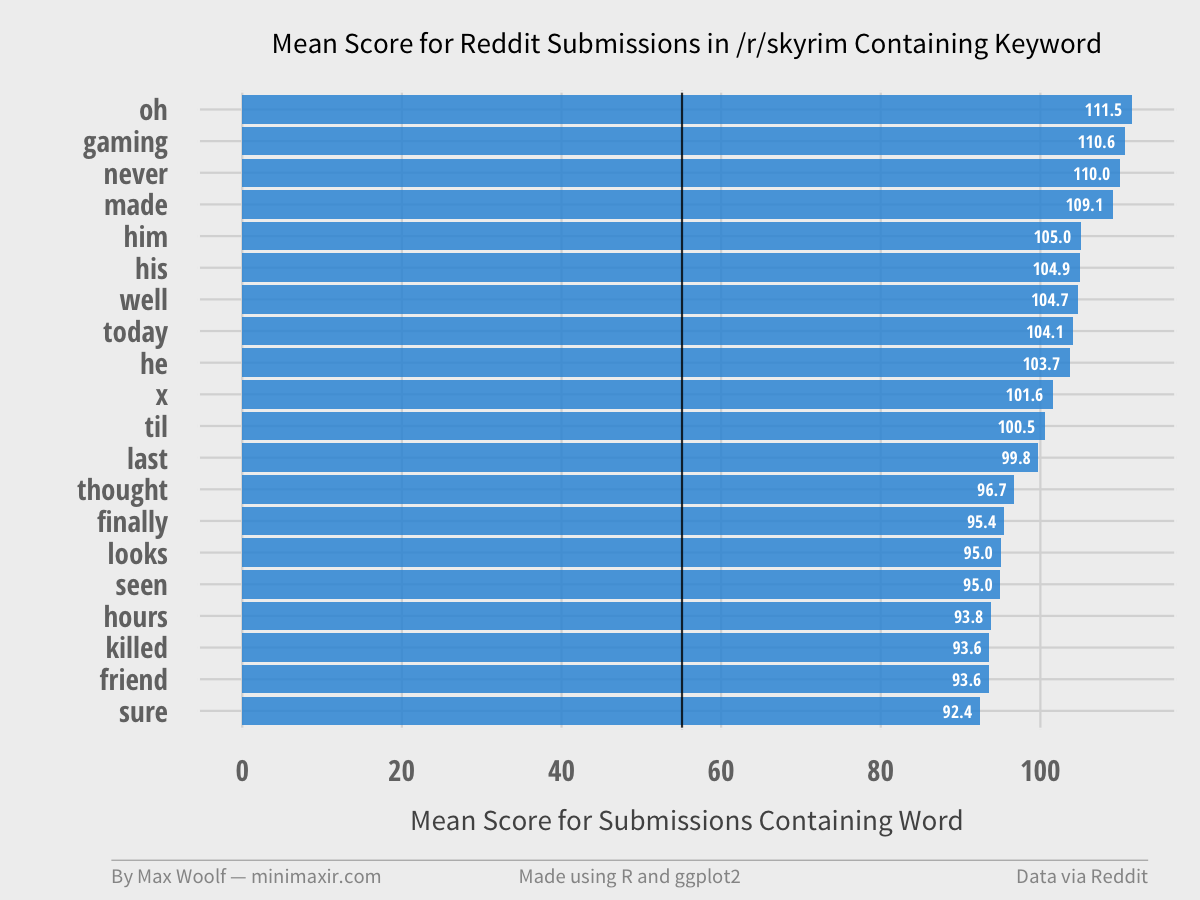 Mean Score for Reddit Submissions in /r/skyrim Containing Keyword
oh 111.5
gaming 110.6
never 110.0
made 109.1
him 105.0
his 104.9
well 104.7
today 104.1
he 103.7
x 101.6
til 100.5
last 99.8
thought 96.7
finally 95.4
looks 95.0
seen 95.0
hours 93.8
killed 93.6
friend 93.6
sure 92.4
0 20 40 60 80 100
Mean Score for Submissions Containing Word
By Max Woolf — minimaxir.com Made using R and ggplot2 Data via Reddit